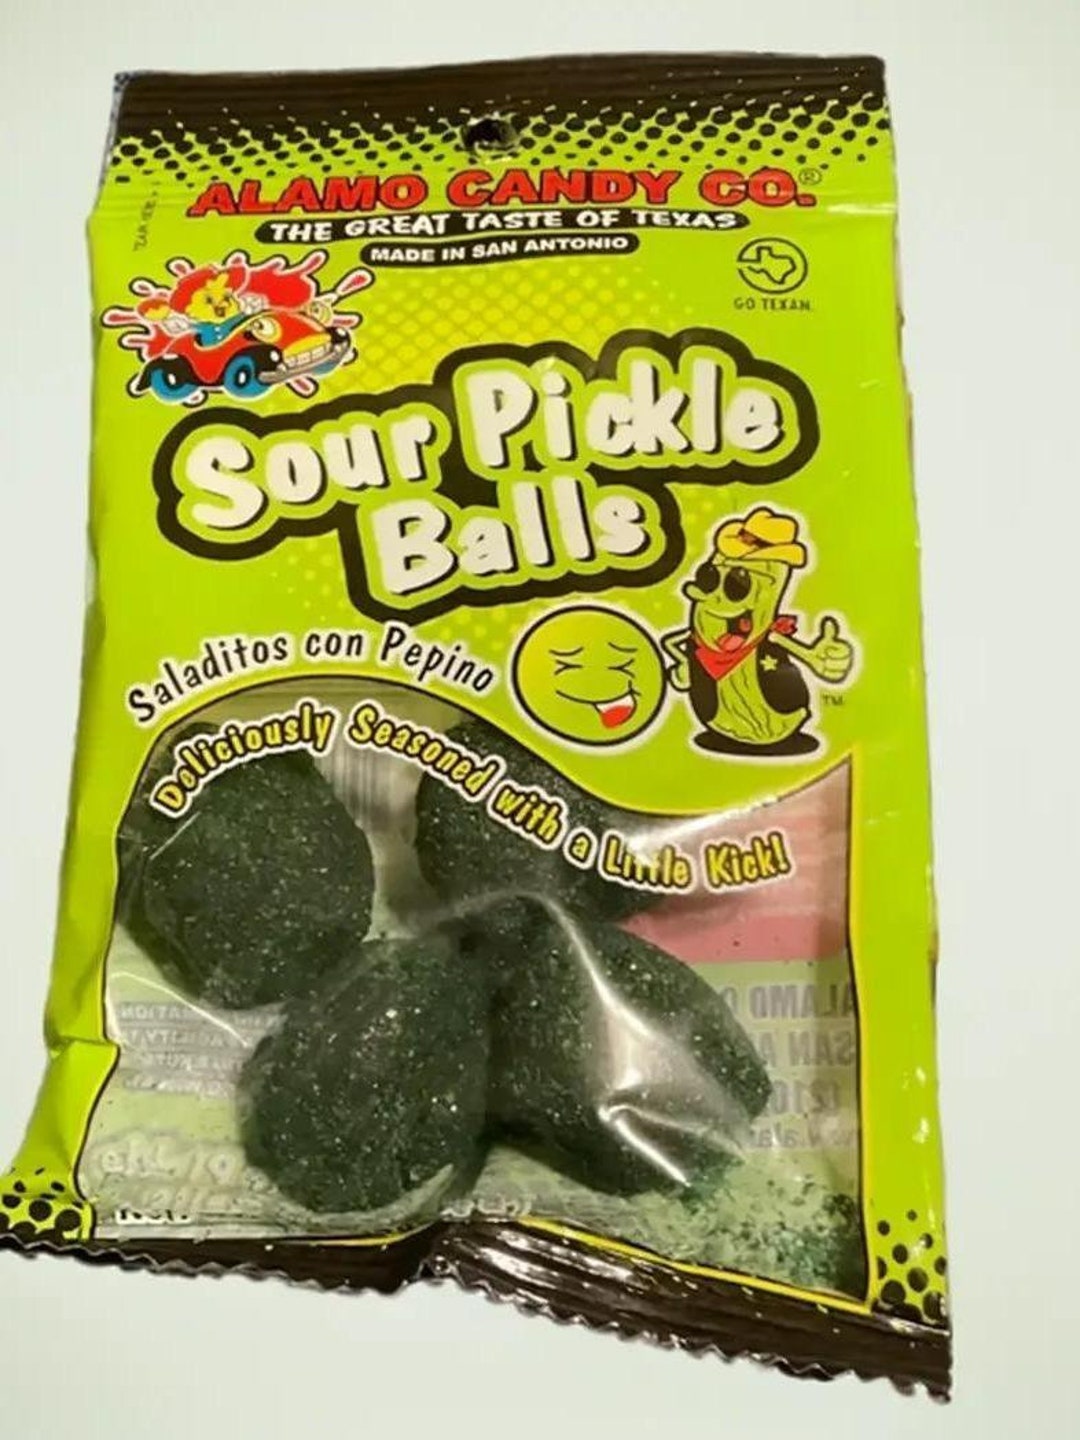 ALAMO CANDY CO.®
THE GREAT TASTE OF TEXAS
MADE IN SAN ANTONIO
GO TEXAN
Sour Pickle
Balls
Saladitos con Pepino
TM
Deliciously Seasoned with a Little Kick!